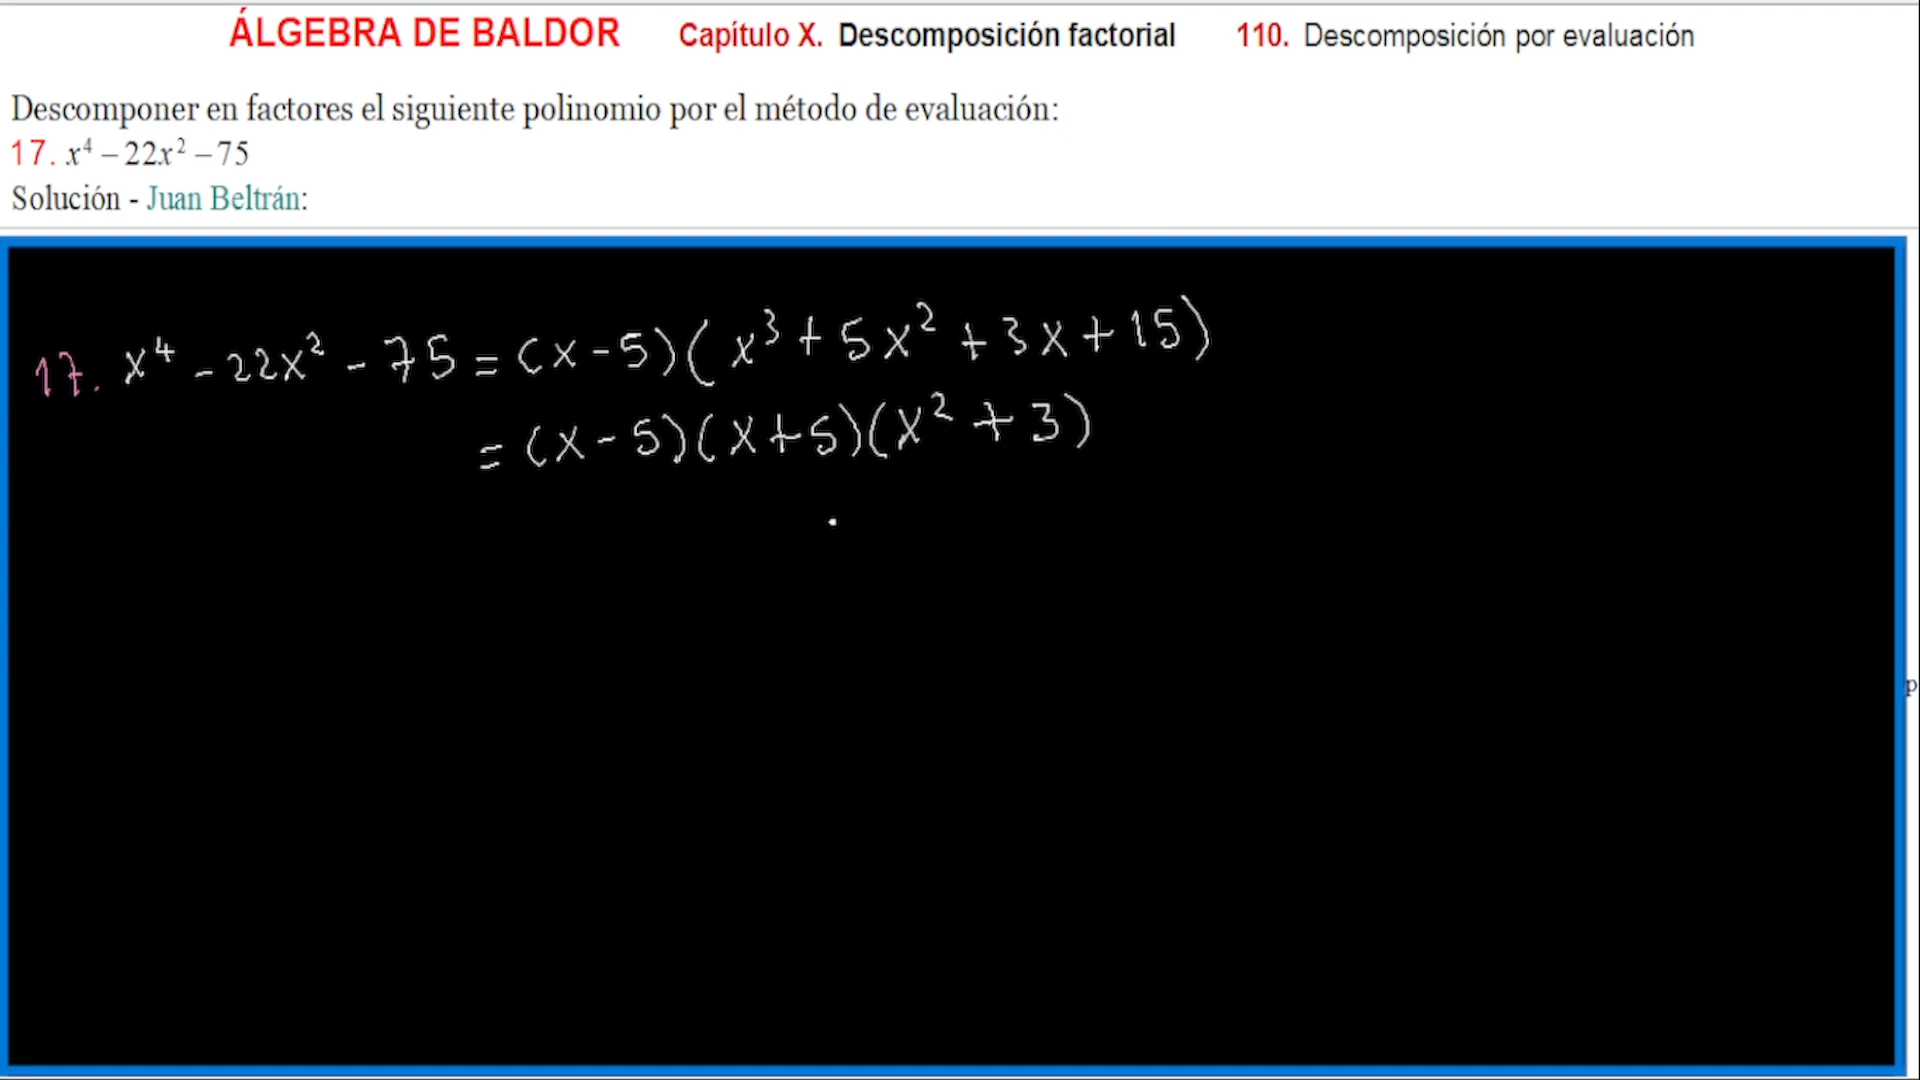 ÁLGEBRA DE BALDOR Capítulo X. Descomposición factorial 110. Descomposición por evaluación
Descomponer en factores el siguiente polinomio por el método de evaluación:
17. x⁴ – 22x² – 75
Solución - Juan Beltrán:
17. x⁴ - 22x² - 75 = (x - 5)(x³ + 5x² + 3x + 15)
= (x - 5)(x + 5)(x² + 3)
p